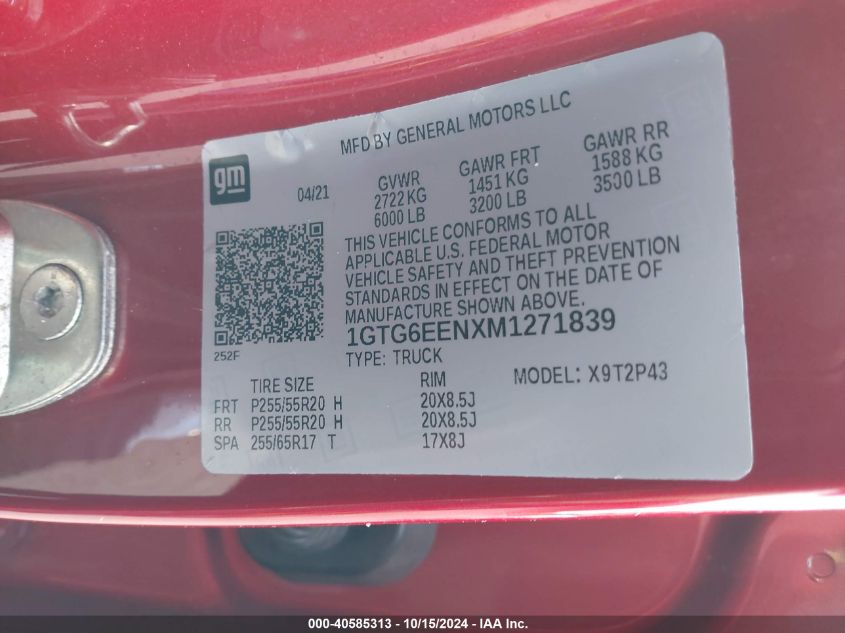 MFD BY GENERAL MOTORS LLC
gm
04/21
GVWR
2722 KG
6000 LB
GAWR FRT
1451 KG
3200 LB
GAWR RR
1588 KG
3500 LB
THIS VEHICLE CONFORMS TO ALL
APPLICABLE U.S. FEDERAL MOTOR
VEHICLE SAFETY AND THEFT PREVENTION
STANDARDS IN EFFECT ON THE DATE OF
MANUFACTURE SHOWN ABOVE.
1GTG6EENXM1271839
252F
TYPE: TRUCK
MODEL: X9T2P43
TIRE SIZE RIM
FRT P255/55R20 H 20X8.5J
RR P255/55R20 H 20X8.5J
SPA 255/65R17 T 17X8J
000-40585313 - 10/15/2024 - IAA Inc.